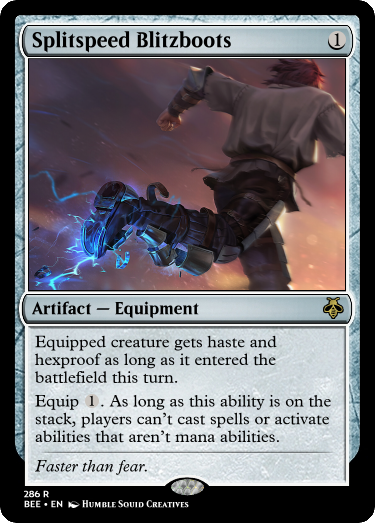 Splitspeed Blitzboots 1
Artifact — Equipment
Equipped creature gets haste and
hexproof as long as it entered the
battlefield this turn.
Equip 1. As long as this ability is on the
stack, players can't cast spells or activate
abilities that aren't mana abilities.
Faster than fear.
286 R
BEE • EN Humble Squid Creatives